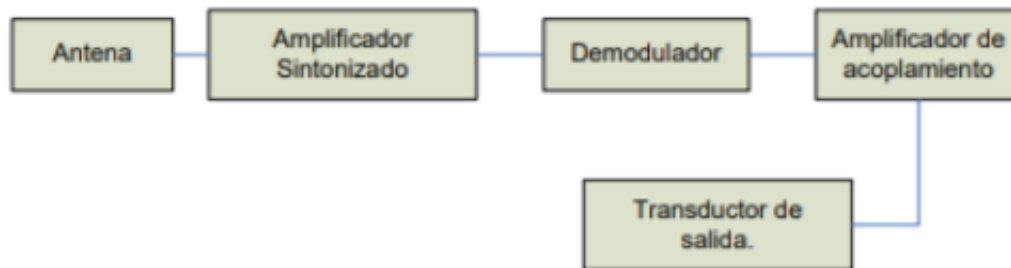 Antena
Amplificador
Sintonizado
Demodulador
Amplificador de
acoplamiento
Transductor de
salida.